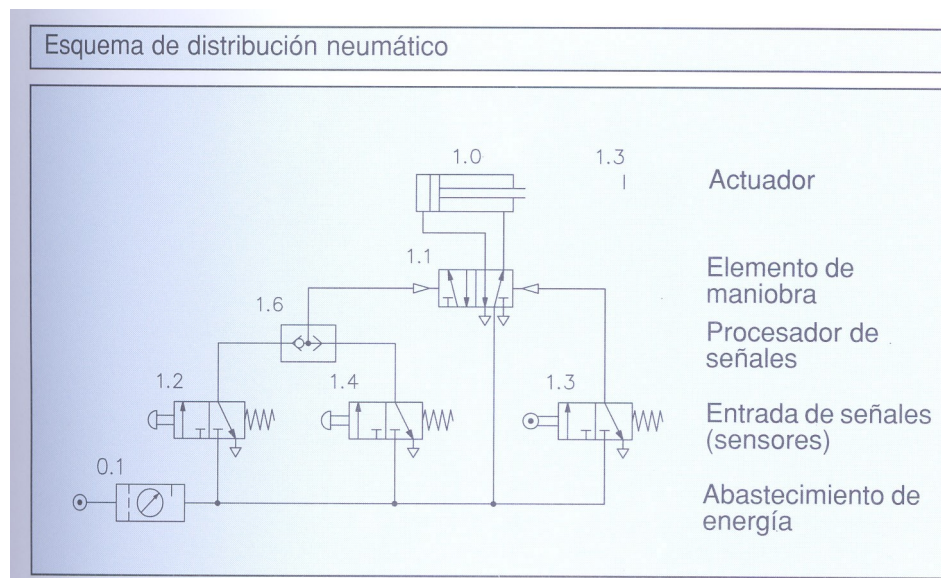 Esquema de distribución neumático
1.0
1.3
Actuador
1.1
Elemento de
maniobra
1.6
Procesador de
señales
1.2
1.4
1.3
Entrada de señales
(sensores)
0.1
Abastecimiento de
energía